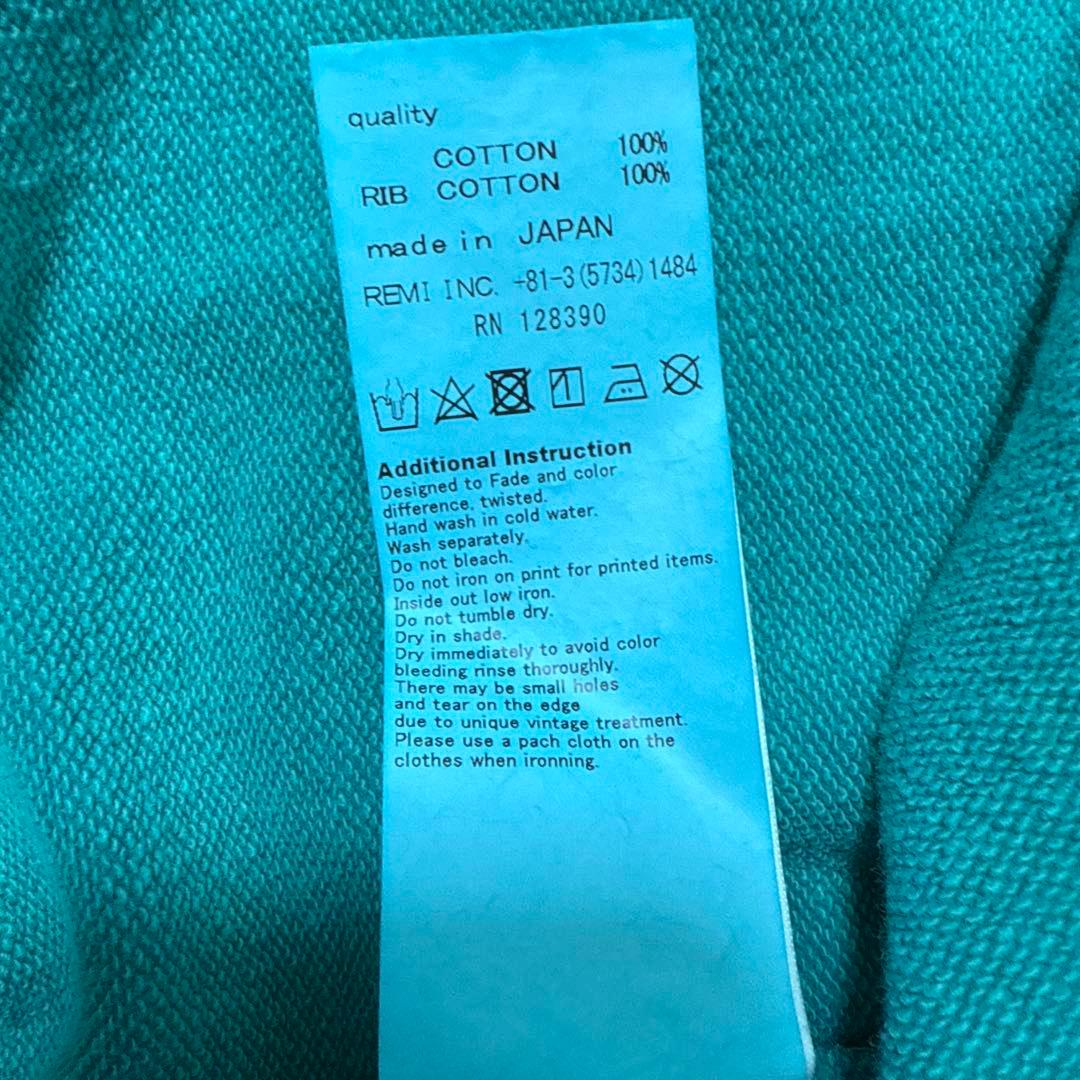 quality
COTTON 100%
RIB COTTON 100%
made in JAPAN
REMI INC. +81-3(5734)1484
RN 128390
Additional Instruction
Designed to Fade and color
difference. twisted.
Hand wash in cold water.
Wash separately.
Do not bleach.
Do not iron on print for printed items.
Inside out low iron.
Do not tumble dry.
Dry in shade.
Dry immediately to avoid color
bleeding rinse thoroughly.
There may be small holes
and tear on the edge
due to unique vintage treatment.
Please use a pach cloth on the
clothes when ironning.